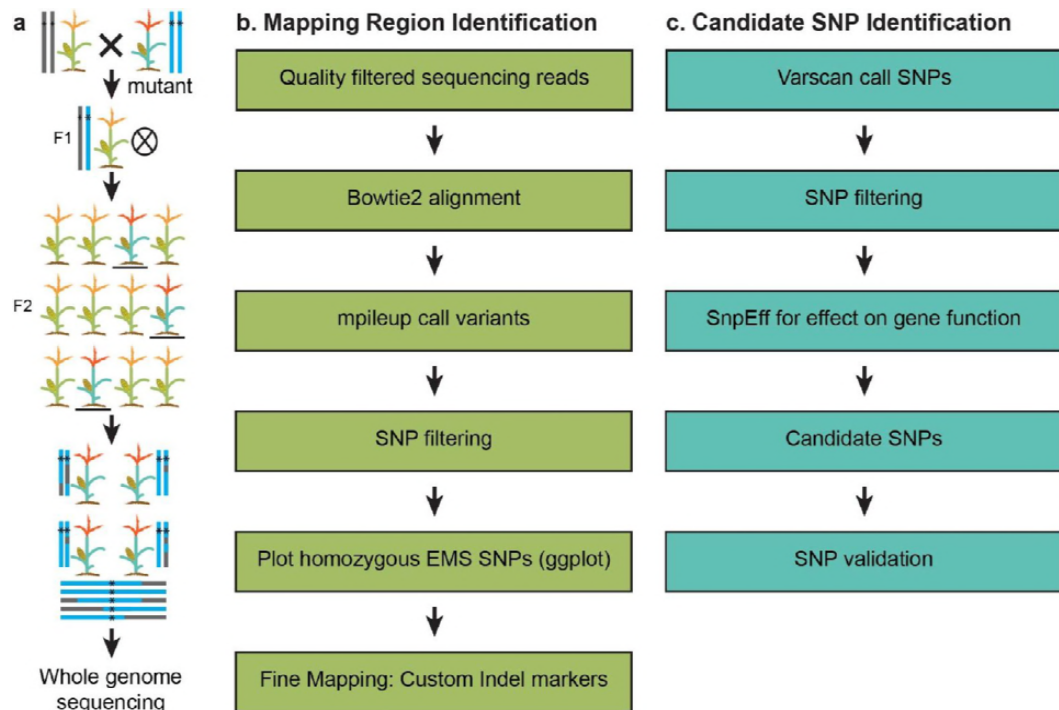 a
mutant
F1
F2
Whole genome
sequencing
b. Mapping Region Identification
Quality filtered sequencing reads
Bowtie2 alignment
mpileup call variants
SNP filtering
Plot homozygous EMS SNPs (ggplot)
Fine Mapping: Custom Indel markers
c. Candidate SNP Identification
Varscan call SNPs
SNP filtering
SnpEff for effect on gene function
Candidate SNPs
SNP validation